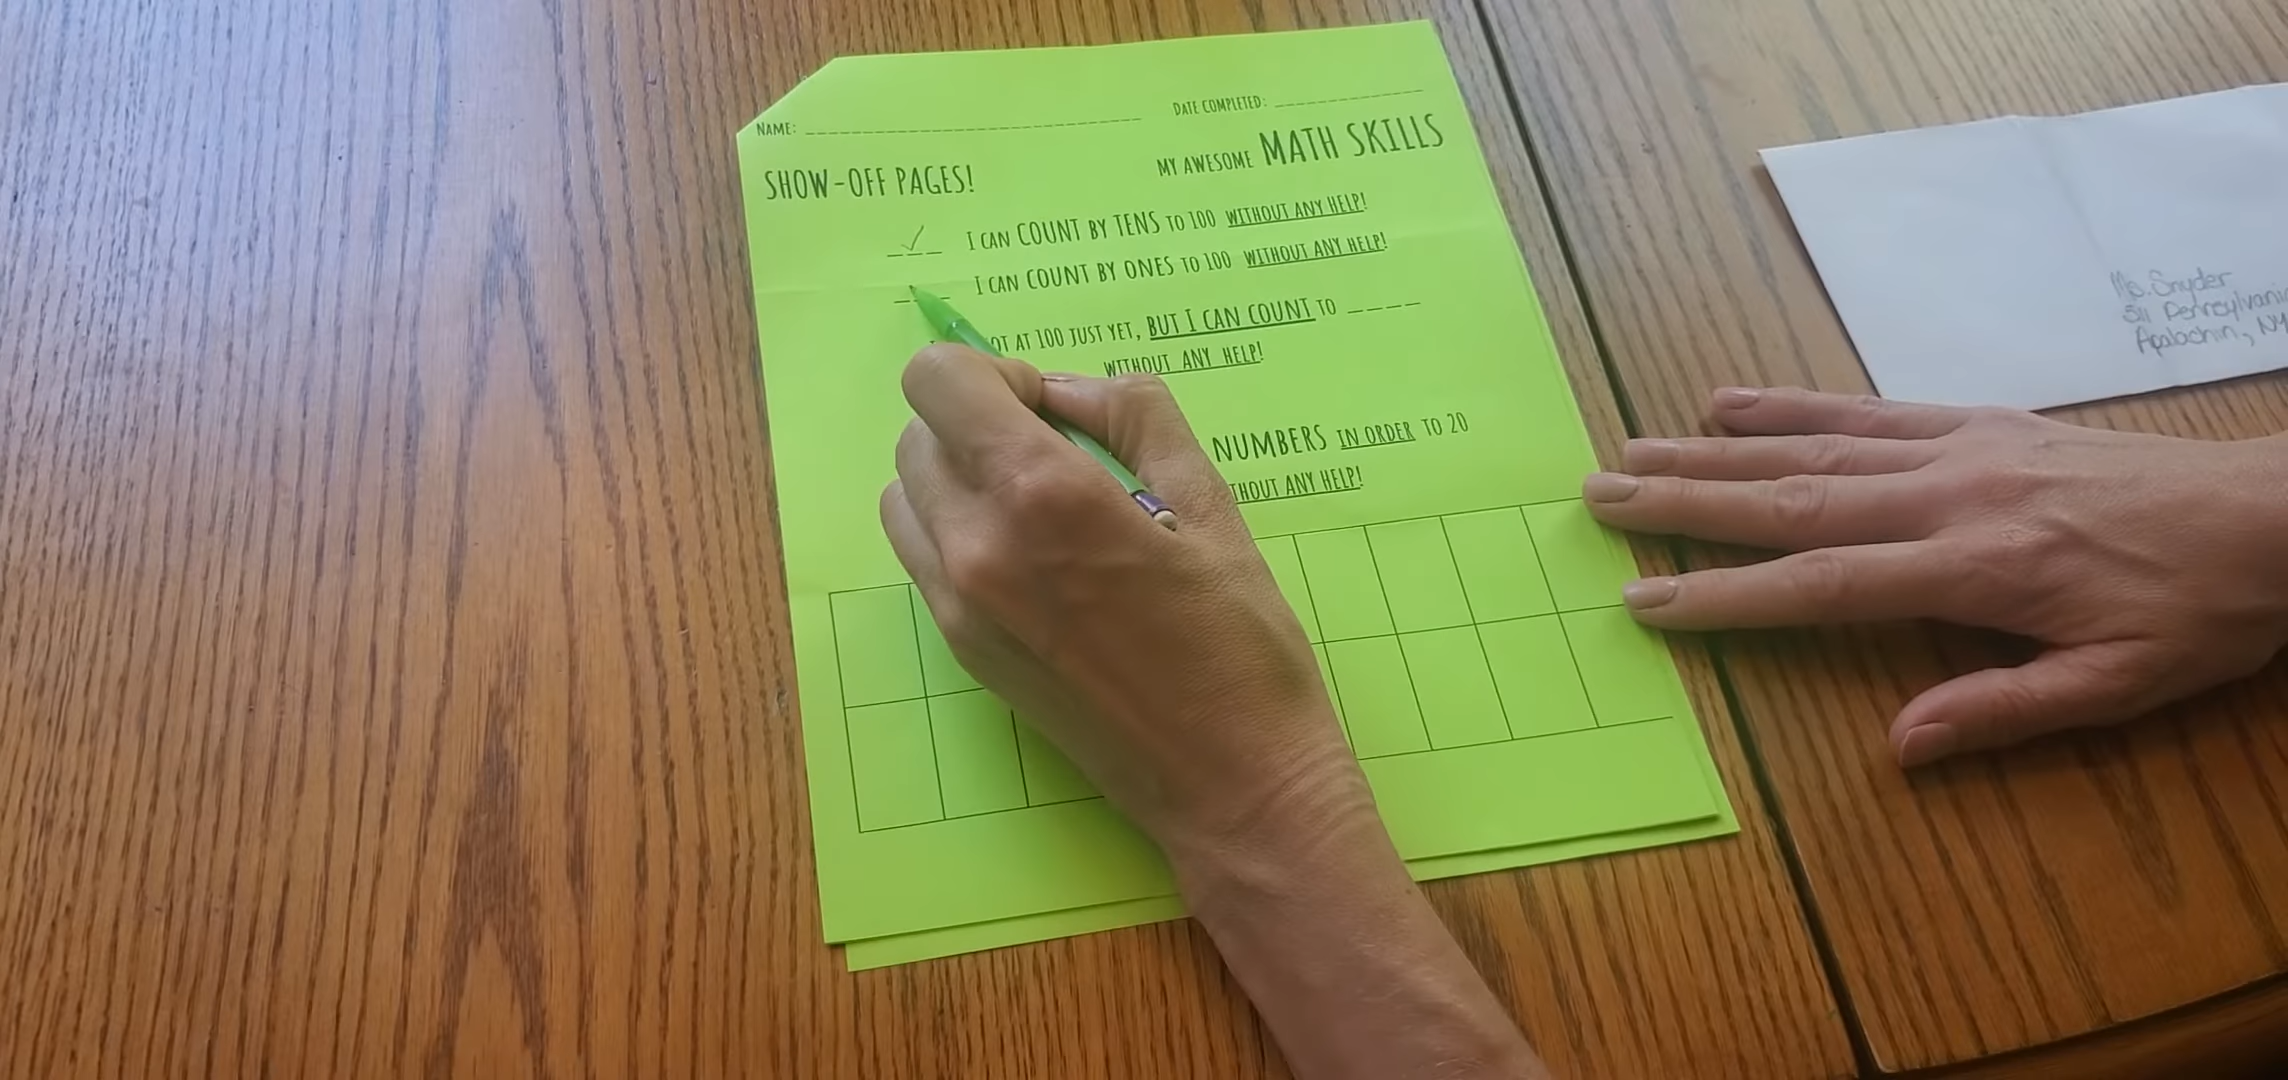 NAME: DATE COMPLETED:
SHOW-OFF PAGES! MY AWESOME MATH SKILLS
✓ I CAN COUNT BY TENS TO 100 WITHOUT ANY HELP!
I CAN COUNT BY ONES TO 100 WITHOUT ANY HELP!
AT 100 JUST YET, BUT I CAN COUNT TO
WITHOUT ANY HELP!
NUMBERS IN ORDER TO 20
ANY HELP!
Ms. Snyder
511 Pennsylvani
Apalachin, NY